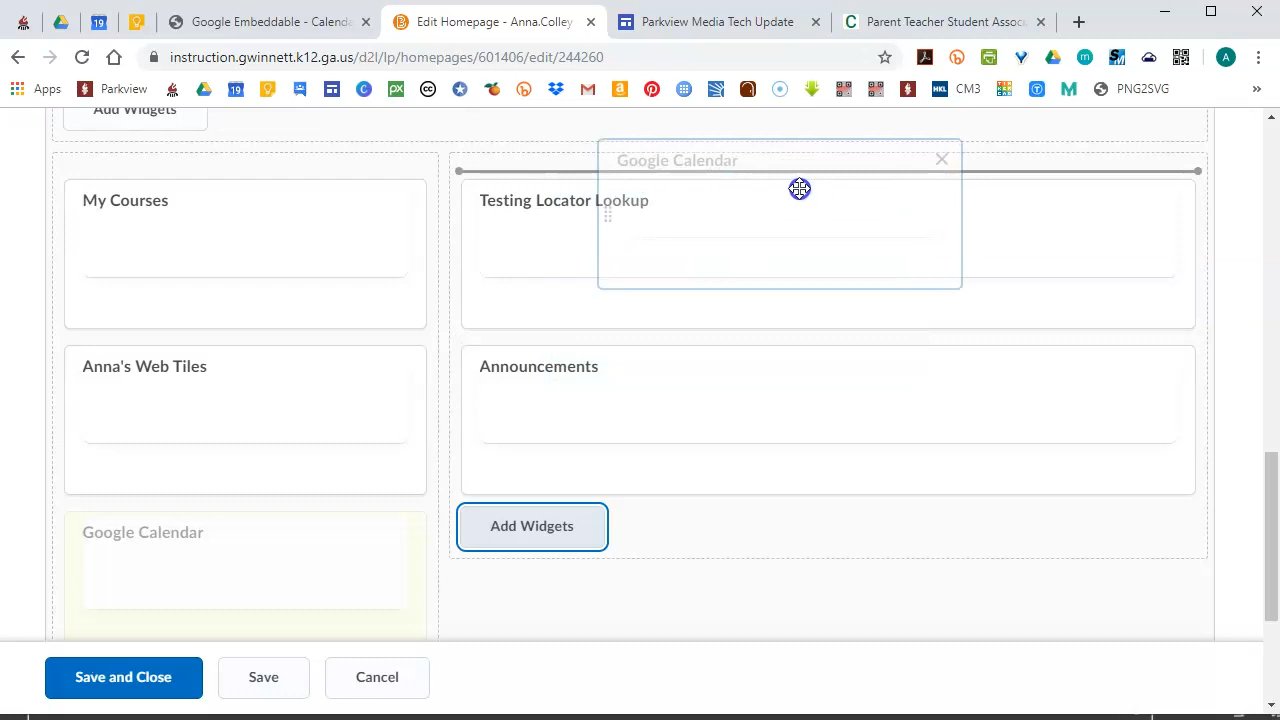 Google Embeddable - Calenda
Edit Homepage - Anna.Colley
Parkview Media Tech Update
Parent Teacher Student Assoc
instruction.gwinnett.k12.ga.us/d2l/lp/homepages/601406/edit/244260
A
Apps
Parkview
CM3
PNG2SVG
Add Widgets
Google Calendar
My Courses
Testing Locator Lookup
Anna's Web Tiles
Announcements
Google Calendar
Add Widgets
Save and Close
Save
Cancel